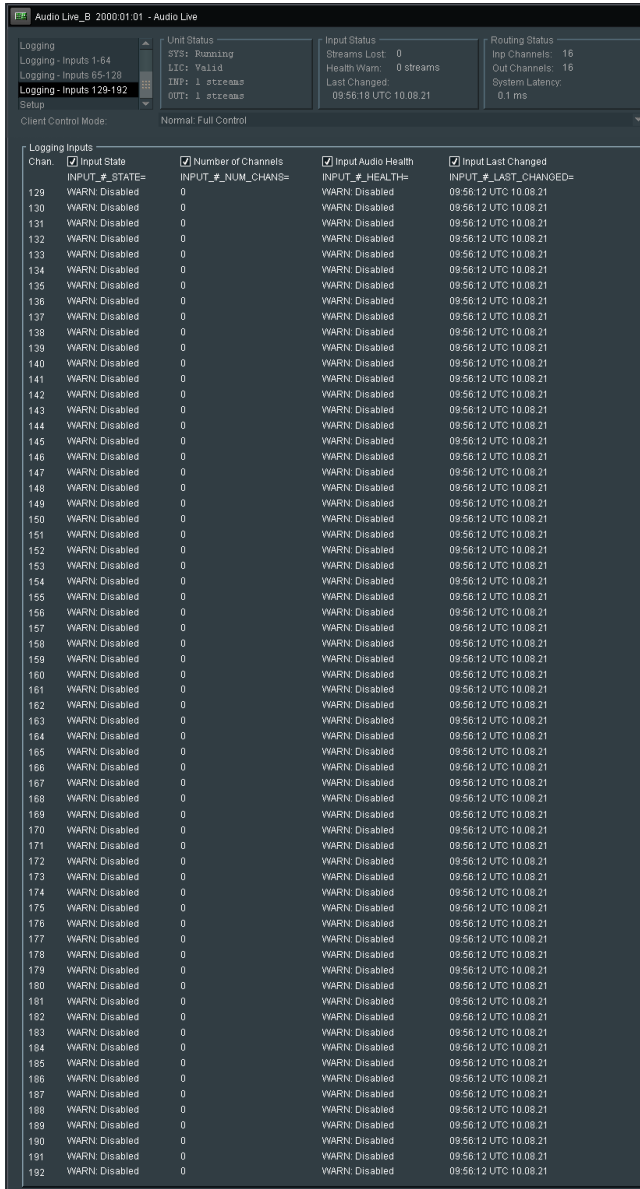 Audio Live_B 2000:01:01 - Audio Live
Logging
Logging - Inputs 1-64
Logging - Inputs 65-128
Logging - Inputs 129-192
Setup
Unit Status
SYS: Running
LIC: Valid
INP: 1 streams
OUT: 1 streams
Input Status
Streams Lost: 0
Health Warn: 0 streams
Last Changed:
09:56:18 UTC 10.08.21
Routing Status
Inp Channels: 16
Out Channels: 16
System Latency:
0.1 ms
Client Control Mode: Normal: Full Control
Logging Inputs
Chan. Input State Number of Channels Input Audio Health Input Last Changed
INPUT_#_STATE= INPUT_#_NUM_CHANS= INPUT_#_HEALTH= INPUT_#_LAST_CHANGED=
129 WARN: Disabled 0 WARN: Disabled 09:56:12 UTC 10.08.21
130 WARN: Disabled 0 WARN: Disabled 09:56:12 UTC 10.08.21
131 WARN: Disabled 0 WARN: Disabled 09:56:12 UTC 10.08.21
132 WARN: Disabled 0 WARN: Disabled 09:56:12 UTC 10.08.21
133 WARN: Disabled 0 WARN: Disabled 09:56:12 UTC 10.08.21
134 WARN: Disabled 0 WARN: Disabled 09:56:12 UTC 10.08.21
135 WARN: Disabled 0 WARN: Disabled 09:56:12 UTC 10.08.21
136 WARN: Disabled 0 WARN: Disabled 09:56:12 UTC 10.08.21
137 WARN: Disabled 0 WARN: Disabled 09:56:12 UTC 10.08.21
138 WARN: Disabled 0 WARN: Disabled 09:56:12 UTC 10.08.21
139 WARN: Disabled 0 WARN: Disabled 09:56:12 UTC 10.08.21
140 WARN: Disabled 0 WARN: Disabled 09:56:12 UTC 10.08.21
141 WARN: Disabled 0 WARN: Disabled 09:56:12 UTC 10.08.21
142 WARN: Disabled 0 WARN: Disabled 09:56:12 UTC 10.08.21
143 WARN: Disabled 0 WARN: Disabled 09:56:12 UTC 10.08.21
144 WARN: Disabled 0 WARN: Disabled 09:56:12 UTC 10.08.21
145 WARN: Disabled 0 WARN: Disabled 09:56:12 UTC 10.08.21
146 WARN: Disabled 0 WARN: Disabled 09:56:12 UTC 10.08.21
147 WARN: Disabled 0 WARN: Disabled 09:56:12 UTC 10.08.21
148 WARN: Disabled 0 WARN: Disabled 09:56:12 UTC 10.08.21
149 WARN: Disabled 0 WARN: Disabled 09:56:12 UTC 10.08.21
150 WARN: Disabled 0 WARN: Disabled 09:56:12 UTC 10.08.21
151 WARN: Disabled 0 WARN: Disabled 09:56:12 UTC 10.08.21
152 WARN: Disabled 0 WARN: Disabled 09:56:12 UTC 10.08.21
153 WARN: Disabled 0 WARN: Disabled 09:56:12 UTC 10.08.21
154 WARN: Disabled 0 WARN: Disabled 09:56:12 UTC 10.08.21
155 WARN: Disabled 0 WARN: Disabled 09:56:12 UTC 10.08.21
156 WARN: Disabled 0 WARN: Disabled 09:56:12 UTC 10.08.21
157 WARN: Disabled 0 WARN: Disabled 09:56:12 UTC 10.08.21
158 WARN: Disabled 0 WARN: Disabled 09:56:12 UTC 10.08.21
159 WARN: Disabled 0 WARN: Disabled 09:56:12 UTC 10.08.21
160 WARN: Disabled 0 WARN: Disabled 09:56:12 UTC 10.08.21
161 WARN: Disabled 0 WARN: Disabled 09:56:12 UTC 10.08.21
162 WARN: Disabled 0 WARN: Disabled 09:56:12 UTC 10.08.21
163 WARN: Disabled 0 WARN: Disabled 09:56:12 UTC 10.08.21
164 WARN: Disabled 0 WARN: Disabled 09:56:12 UTC 10.08.21
165 WARN: Disabled 0 WARN: Disabled 09:56:12 UTC 10.08.21
166 WARN: Disabled 0 WARN: Disabled 09:56:12 UTC 10.08.21
167 WARN: Disabled 0 WARN: Disabled 09:56:12 UTC 10.08.21
168 WARN: Disabled 0 WARN: Disabled 09:56:12 UTC 10.08.21
169 WARN: Disabled 0 WARN: Disabled 09:56:12 UTC 10.08.21
170 WARN: Disabled 0 WARN: Disabled 09:56:12 UTC 10.08.21
171 WARN: Disabled 0 WARN: Disabled 09:56:12 UTC 10.08.21
172 WARN: Disabled 0 WARN: Disabled 09:56:12 UTC 10.08.21
173 WARN: Disabled 0 WARN: Disabled 09:56:12 UTC 10.08.21
174 WARN: Disabled 0 WARN: Disabled 09:56:12 UTC 10.08.21
175 WARN: Disabled 0 WARN: Disabled 09:56:12 UTC 10.08.21
176 WARN: Disabled 0 WARN: Disabled 09:56:12 UTC 10.08.21
177 WARN: Disabled 0 WARN: Disabled 09:56:12 UTC 10.08.21
178 WARN: Disabled 0 WARN: Disabled 09:56:12 UTC 10.08.21
179 WARN: Disabled 0 WARN: Disabled 09:56:12 UTC 10.08.21
180 WARN: Disabled 0 WARN: Disabled 09:56:12 UTC 10.08.21
181 WARN: Disabled 0 WARN: Disabled 09:56:12 UTC 10.08.21
182 WARN: Disabled 0 WARN: Disabled 09:56:12 UTC 10.08.21
183 WARN: Disabled 0 WARN: Disabled 09:56:12 UTC 10.08.21
184 WARN: Disabled 0 WARN: Disabled 09:56:12 UTC 10.08.21
185 WARN: Disabled 0 WARN: Disabled 09:56:12 UTC 10.08.21
186 WARN: Disabled 0 WARN: Disabled 09:56:12 UTC 10.08.21
187 WARN: Disabled 0 WARN: Disabled 09:56:12 UTC 10.08.21
188 WARN: Disabled 0 WARN: Disabled 09:56:12 UTC 10.08.21
189 WARN: Disabled 0 WARN: Disabled 09:56:12 UTC 10.08.21
190 WARN: Disabled 0 WARN: Disabled 09:56:12 UTC 10.08.21
191 WARN: Disabled 0 WARN: Disabled 09:56:12 UTC 10.08.21
192 WARN: Disabled 0 WARN: Disabled 09:56:12 UTC 10.08.21